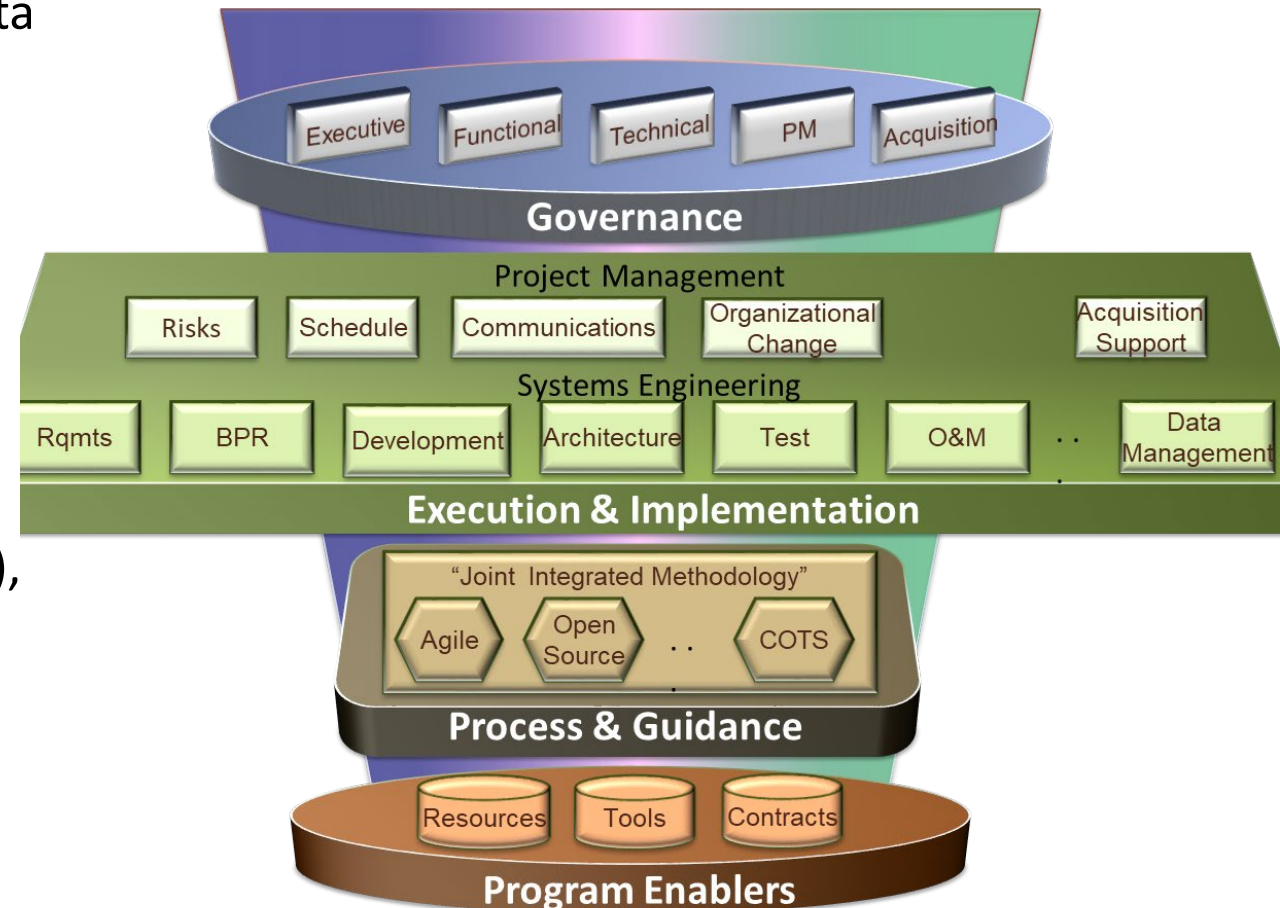 ta
Executive Functional Technical PM Acquisition
Governance
Project Management
Risks Schedule Communications Organizational Change Acquisition Support
Systems Engineering
Rqmts BPR Development Architecture Test O&M . . . Data Management
Execution & Implementation
),
“Joint Integrated Methodology”
Agile Open Source . . . COTS
Process & Guidance
Resources Tools Contracts
Program Enablers